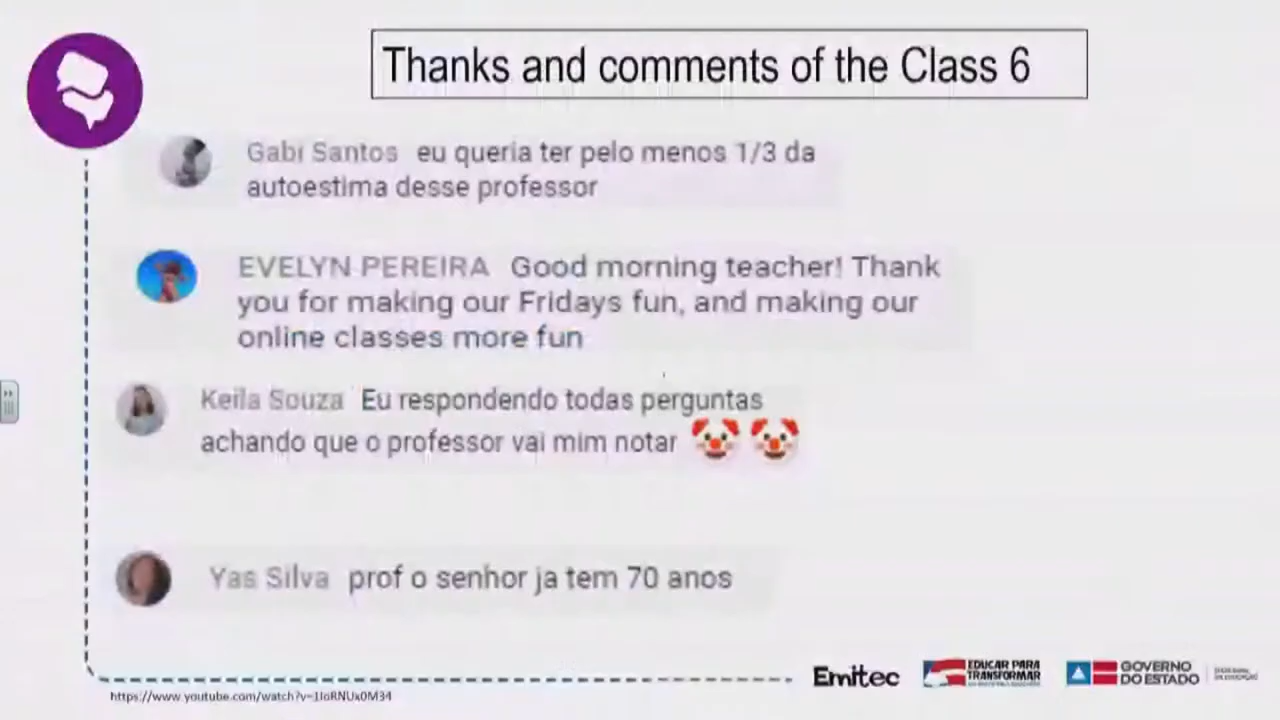 Thanks and comments of the Class 6
Gabi Santos eu queria ter pelo menos 1/3 da
autoestima desse professor
EVELYN PEREIRA Good morning teacher! Thank
you for making our Fridays fun, and making our
online classes more fun
Keila Souza Eu respondendo todas perguntas
achando que o professor vai mim notar
Yas Silva prof o senhor ja tem 70 anos
Emitec
EDUCAR PARA
TRANSFORMAR
GOVERNO
DO ESTADO